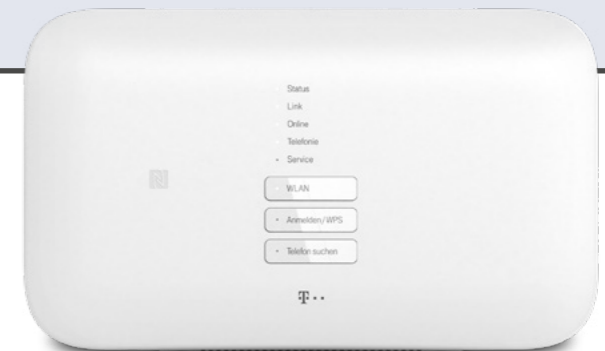 Status
Link
Online
Telefonie
Service
WLAN
Anmelden/WPS
Telefon suchen
T